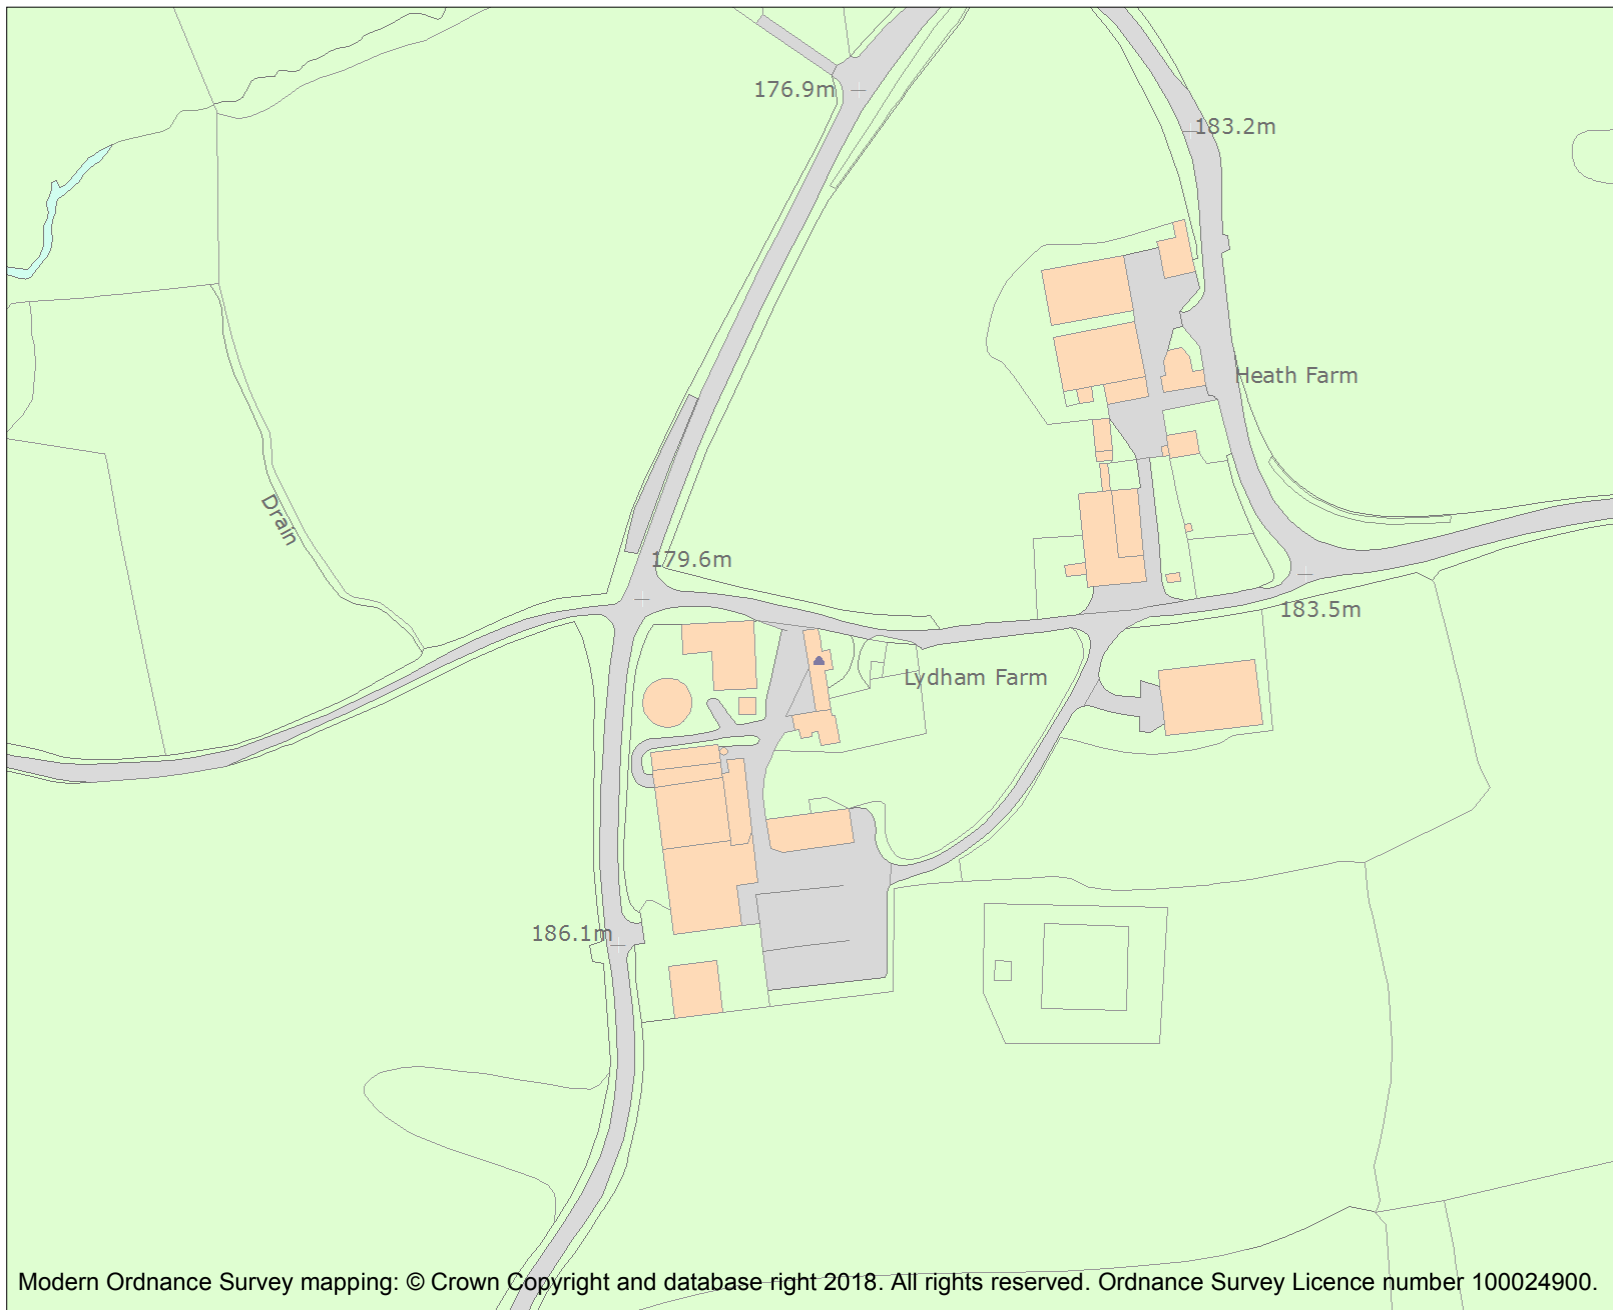 176.9m
183.2m
Heath Farm
Drain
179.6m
183.5m
Lydham Farm
186.1m
Modern Ordnance Survey mapping: © Crown Copyright and database right 2018. All rights reserved. Ordnance Survey Licence number 100024900.